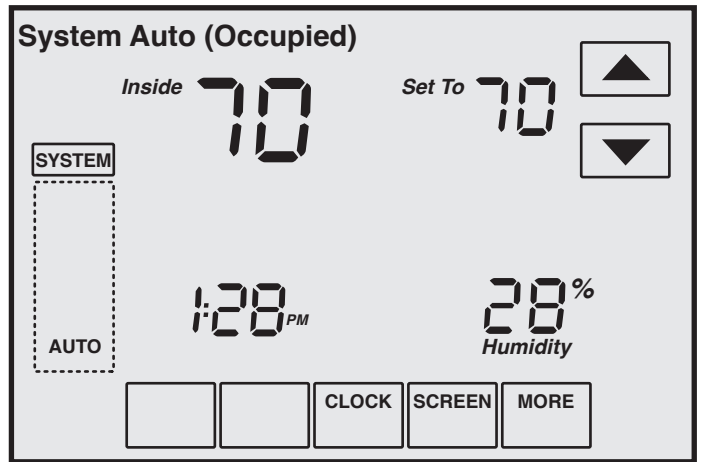 System Auto (Occupied)
Inside 70 Set To 70
SYSTEM
AUTO
1:28 PM
28%
Humidity
CLOCK SCREEN MORE